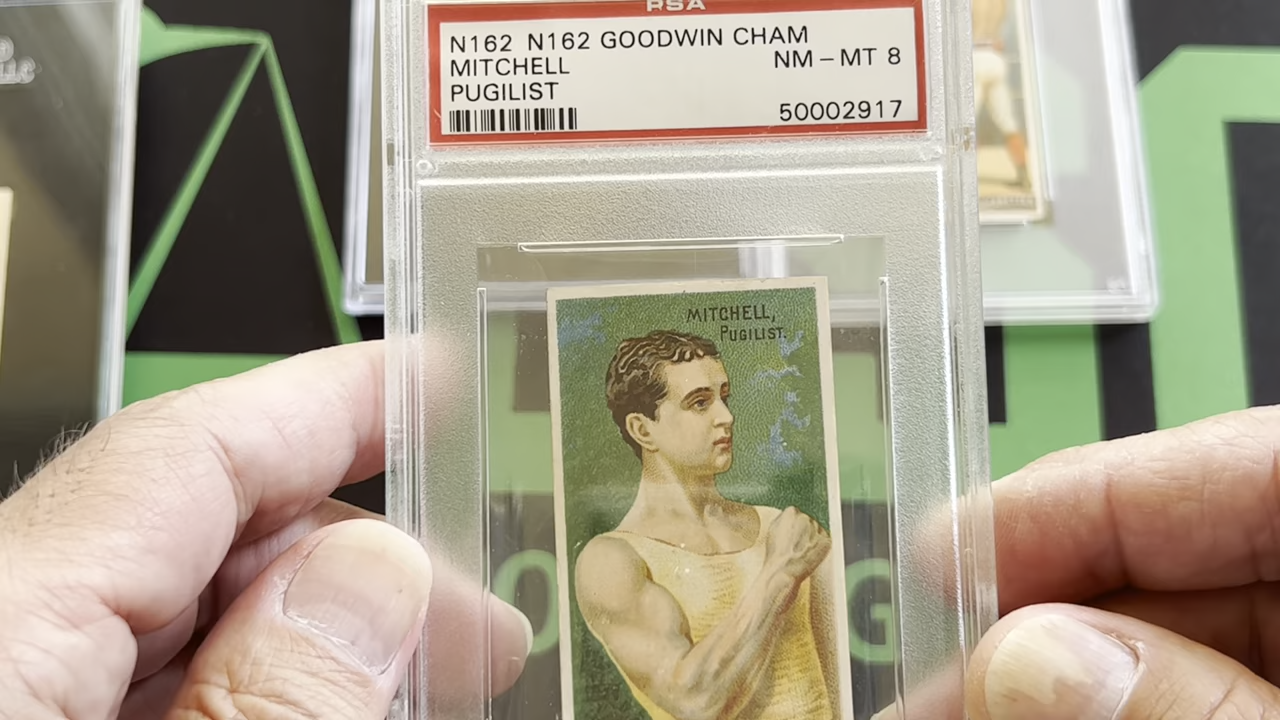 PSA
N162 N162 GOODWIN CHAM
MITCHELL NM - MT 8
PUGILIST
50002917
MITCHELL,
PUGILIST.